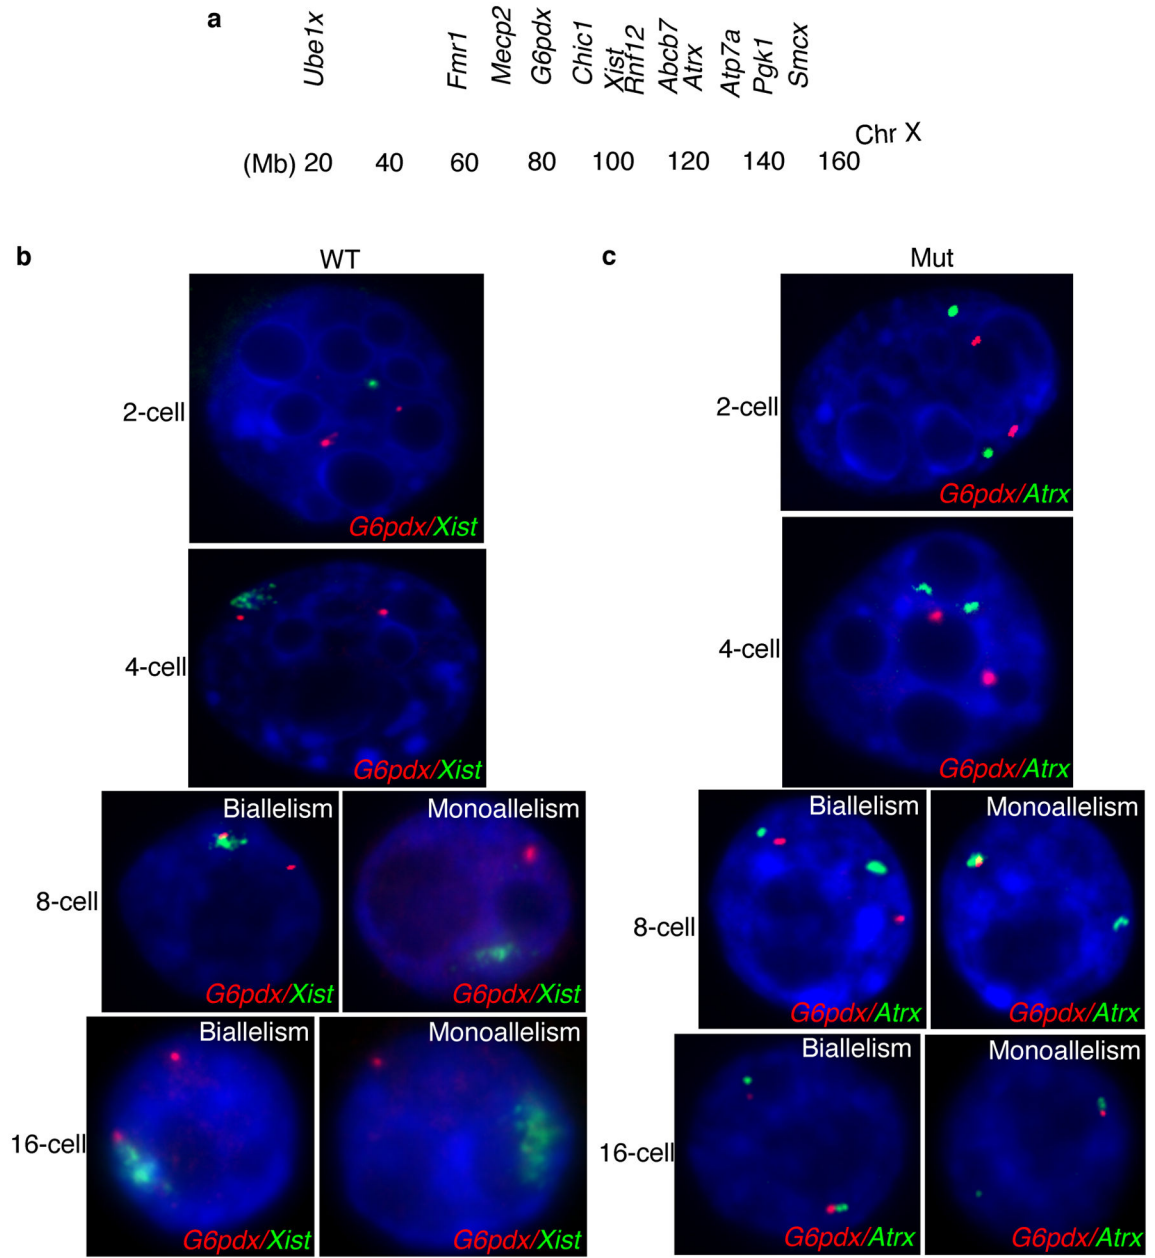 a
Ube1x Fmr1 Mecp2 G6pdx Chic1 Xist Rnf12 Abcb7 Atrx Atp7a Pgk1 Smcx
Chr X
(Mb) 20 40 60 80 100 120 140 160
b
WT
2-cell
G6pdx/Xist
4-cell
G6pdx/Xist
8-cell
Biallelism
G6pdx/Xist
Monoallelism
G6pdx/Xist
16-cell
Biallelism
G6pdx/Xist
Monoallelism
G6pdx/Xist
c
Mut
2-cell
G6pdx/Atrx
4-cell
G6pdx/Atrx
8-cell
Biallelism
G6pdx/Atrx
Monoallelism
G6pdx/Atrx
16-cell
Biallelism
G6pdx/Atrx
Monoallelism
G6pdx/Atrx